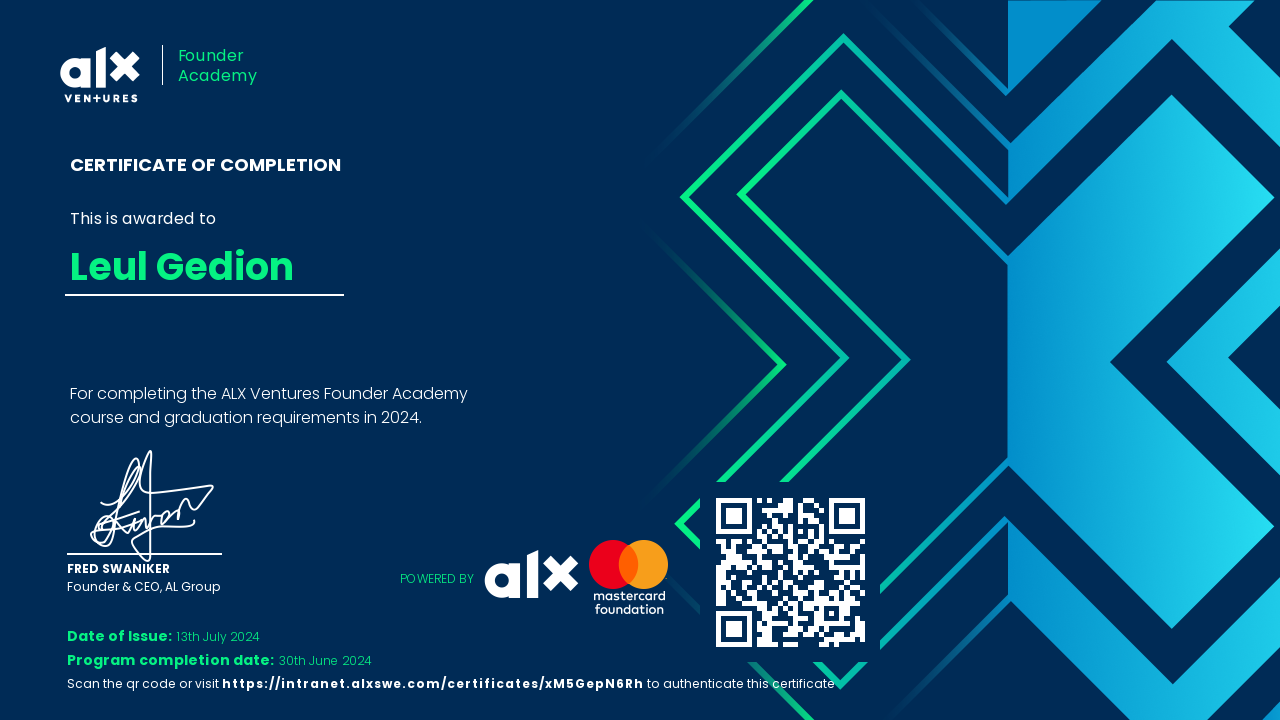 alx
VENTURES
Founder
Academy
CERTIFICATE OF COMPLETION
This is awarded to
Leul Gedion
For completing the ALX Ventures Founder Academy
course and graduation requirements in 2024.
FRED SWANIKER
Founder & CEO, AL Group
POWERED BY alx
mastercard
foundation
Date of Issue: 13th July 2024
Program completion date: 30th June 2024
Scan the qr code or visit https://intranet.alxswe.com/certificates/xM5GepN6Rh to authenticate this certificate